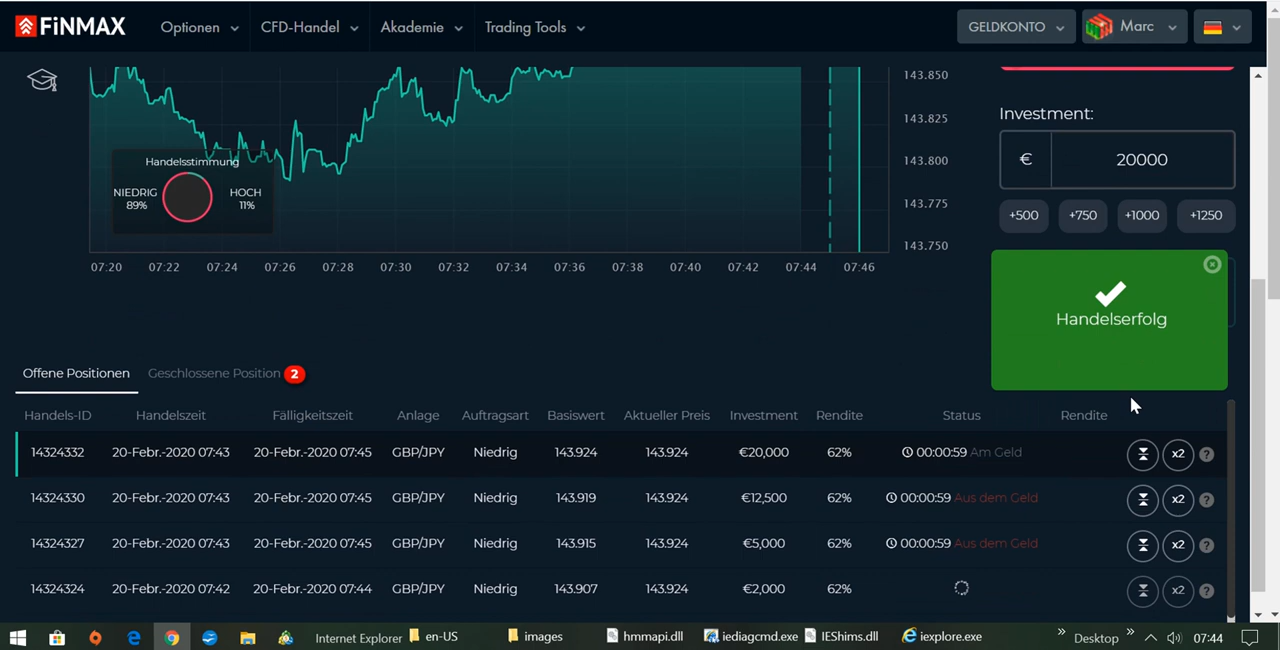 FiNMAX Optionen CFD-Handel Akademie Trading Tools GELDKONTO Marc
143.850
143.825
143.800
143.775
143.750
Handelsstimmung
NIEDRIG
89%
HOCH
11%
07:20 07:22 07:24 07:26 07:28 07:30 07:32 07:34 07:36 07:38 07:40 07:42 07:44 07:46
Investment:
€ 20000
+500 +750 +1000 +1250
Handelserfolg
Offene Positionen Geschlossene Position 2
Handels-ID Handelszeit Fälligkeitszeit Anlage Auftragsart Basiswert Aktueller Preis Investment Rendite Status Rendite
14324332 20-Febr.-2020 07:43 20-Febr.-2020 07:45 GBP/JPY Niedrig 143.924 143.924 €20,000 62% 00:00:59 Am Geld x2 ?
14324330 20-Febr.-2020 07:43 20-Febr.-2020 07:45 GBP/JPY Niedrig 143.919 143.924 €12,500 62% 00:00:59 Aus dem Geld x2 ?
14324327 20-Febr.-2020 07:43 20-Febr.-2020 07:45 GBP/JPY Niedrig 143.915 143.924 €5,000 62% 00:00:59 Aus dem Geld x2 ?
14324324 20-Febr.-2020 07:42 20-Febr.-2020 07:44 GBP/JPY Niedrig 143.907 143.924 €2,000 62% x2 ?
Internet Explorer en-US images hmmapi.dll iediagcmd.exe IEShims.dll iexplore.exe » Desktop » 07:44